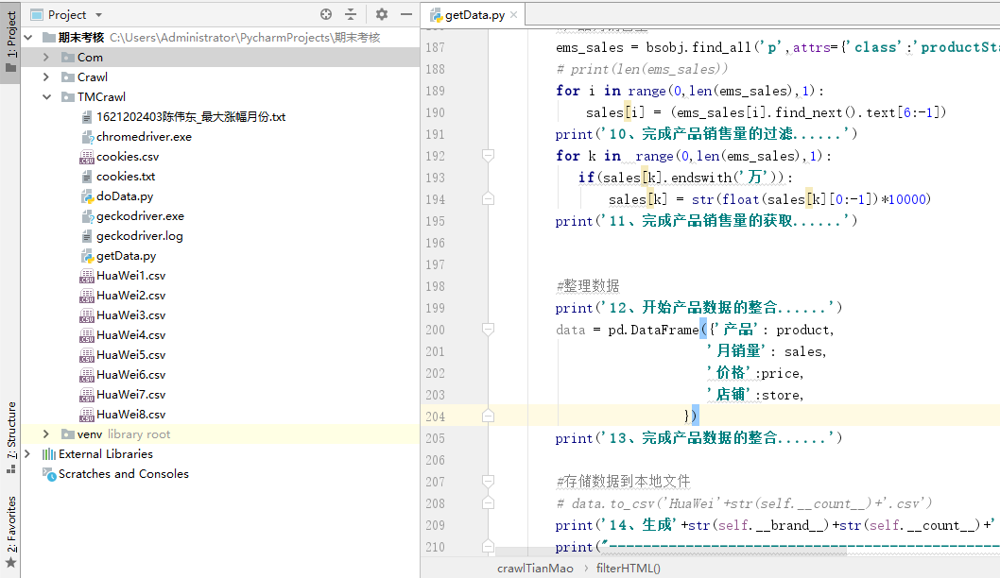 Project
getData.py
1: Project
期末考核 C:\Users\Administrator\PycharmProjects\期末考核
Com
Crawl
TMCrawl
1621202403陈伟东_最大涨幅月份.txt
chromedriver.exe
cookies.csv
cookies.txt
doData.py
geckodriver.exe
geckodriver.log
getData.py
HuaWei1.csv
HuaWei2.csv
HuaWei3.csv
HuaWei4.csv
HuaWei5.csv
HuaWei6.csv
HuaWei7.csv
HuaWei8.csv
venv library root
External Libraries
Scratches and Consoles
Z: Structure
2: Favorites
187 ems_sales = bsobj.find_all('p',attrs={'class':'productSta
188 # print(len(ems_sales))
189 for i in range(0,len(ems_sales),1):
190 sales[i] = (ems_sales[i].find_next().text[6:-1])
191 print('10、完成产品销售量的过滤......')
192 for k in range(0,len(ems_sales),1):
193 if(sales[k].endswith('万')):
194 sales[k] = str(float(sales[k][0:-1])*10000)
195 print('11、完成产品销售量的获取......')
196
197
198 #整理数据
199 print('12、开始产品数据的整合......')
200 data = pd.DataFrame({'产品': product,
201 '月销量': sales,
202 '价格':price,
203 '店铺':store,
204 })
205 print('13、完成产品数据的整合......')
206
207 #存储数据到本地文件
208 # data.to_csv('HuaWei'+str(self.__count__)+'.csv')
209 print('14、生成'+str(self.__brand__)+str(self.__count__)+'
210 print("--------------------------------------------------
crawlTianMao › filterHTML()